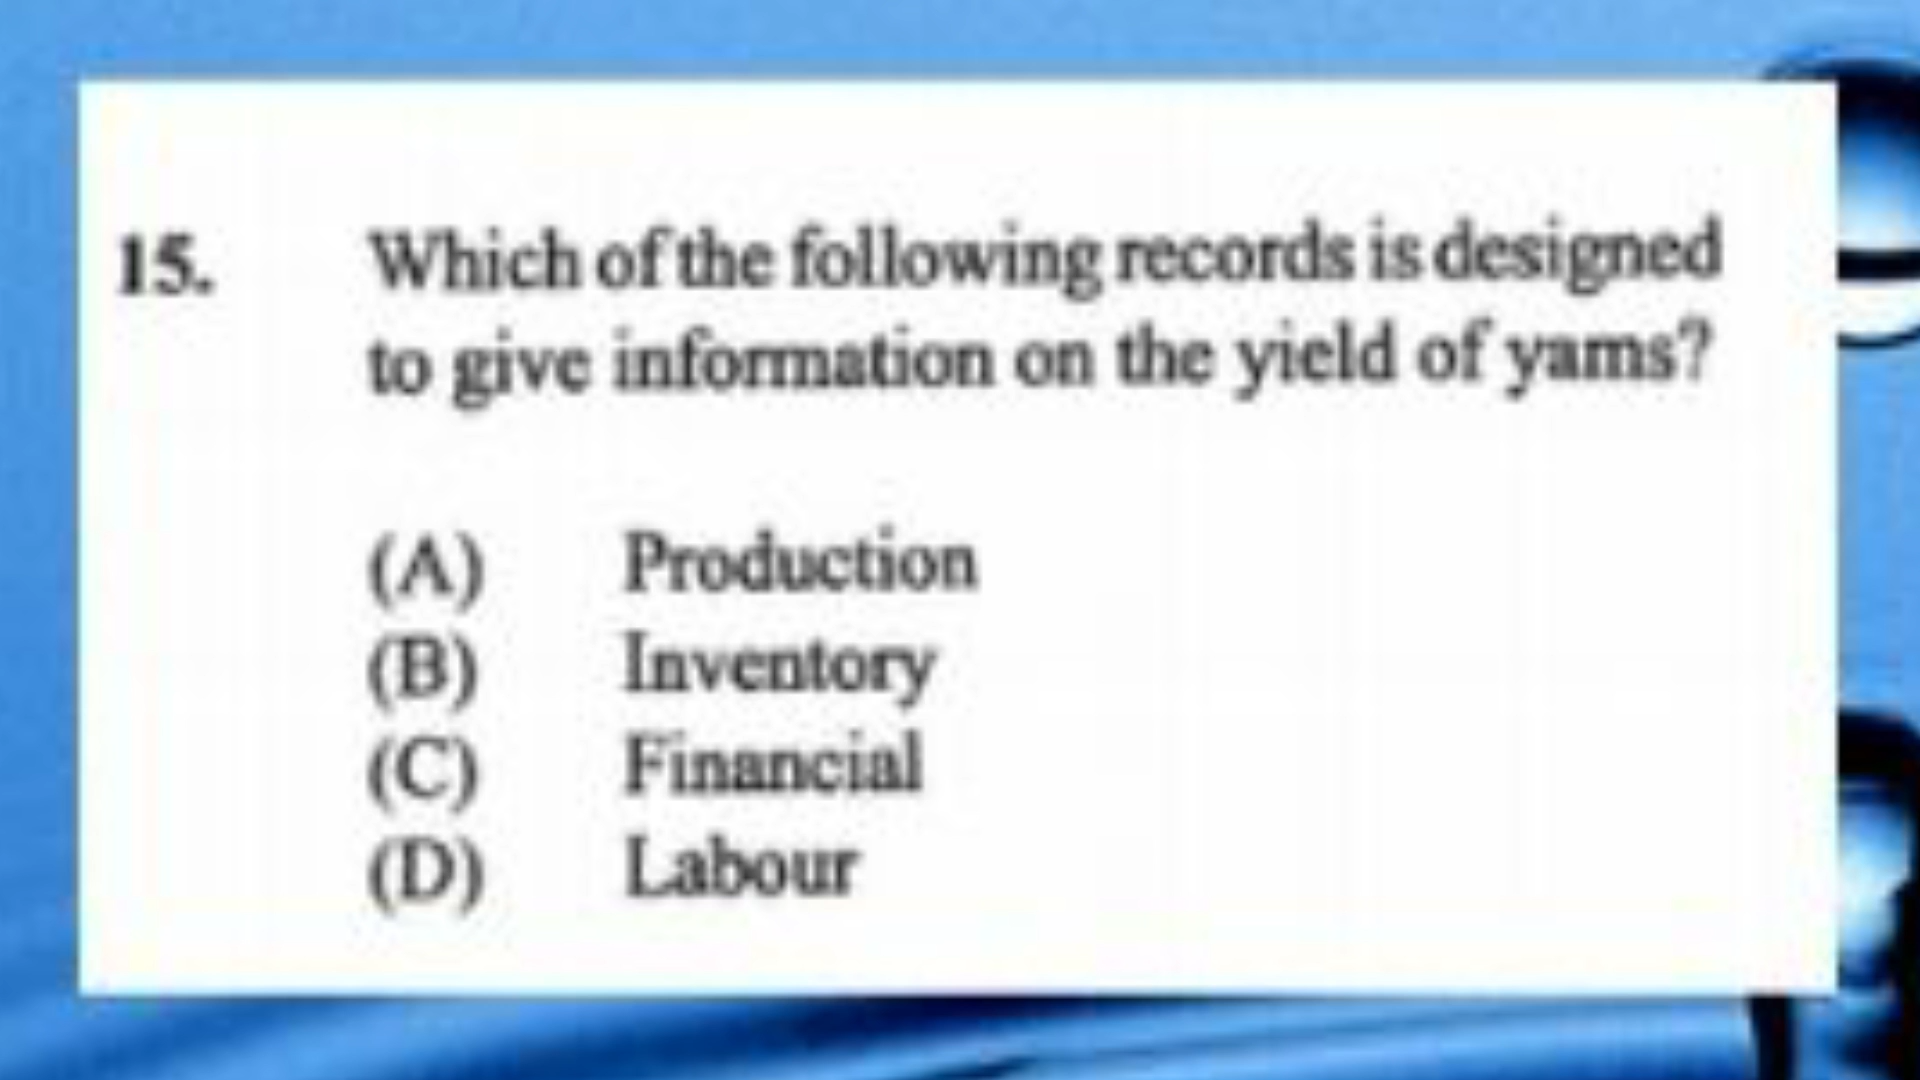 15. Which of the following records is designed
to give information on the yield of yams?
(A) Production
(B) Inventory
(C) Financial
(D) Labour